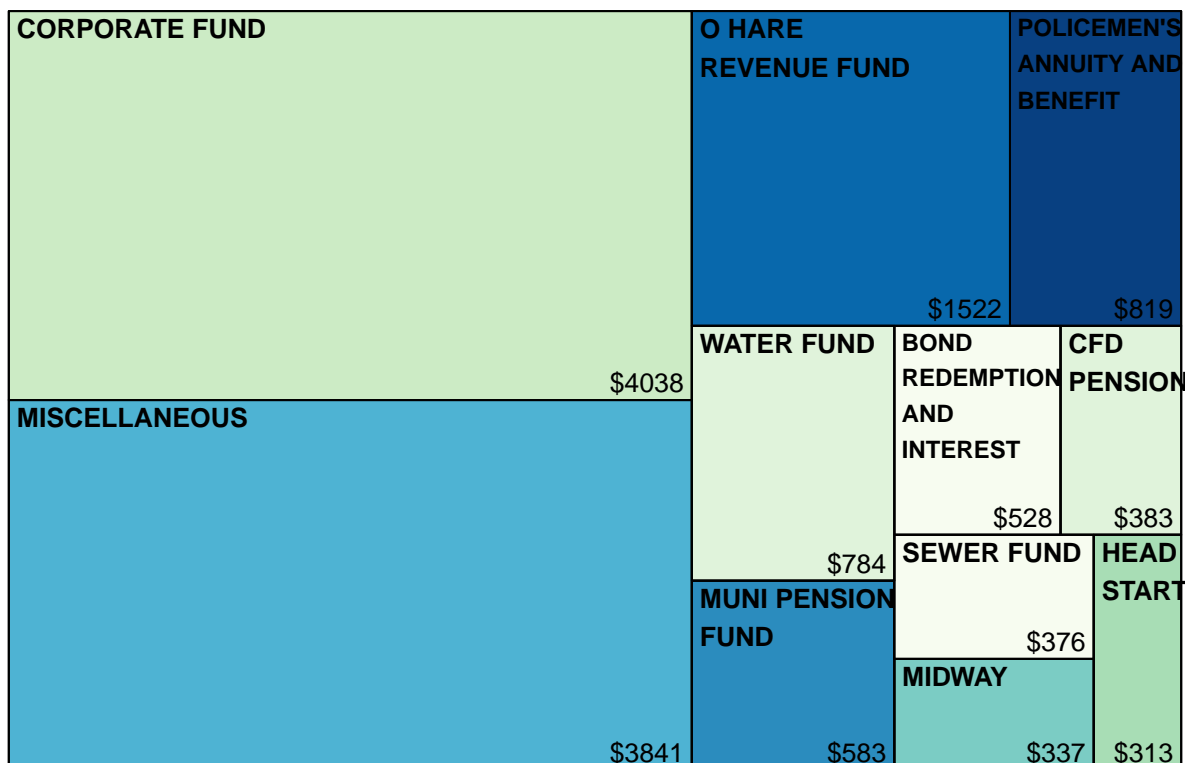 CORPORATE FUND
$4038
MISCELLANEOUS
$3841
O HARE
REVENUE FUND
$1522
POLICEMEN'S
ANNUITY AND
BENEFIT
$819
WATER FUND
$784
BOND
REDEMPTION
AND
INTEREST
$528
CFD
PENSION
$383
MUNI PENSION
FUND
$583
SEWER FUND
$376
MIDWAY
$337
HEAD
START
$313